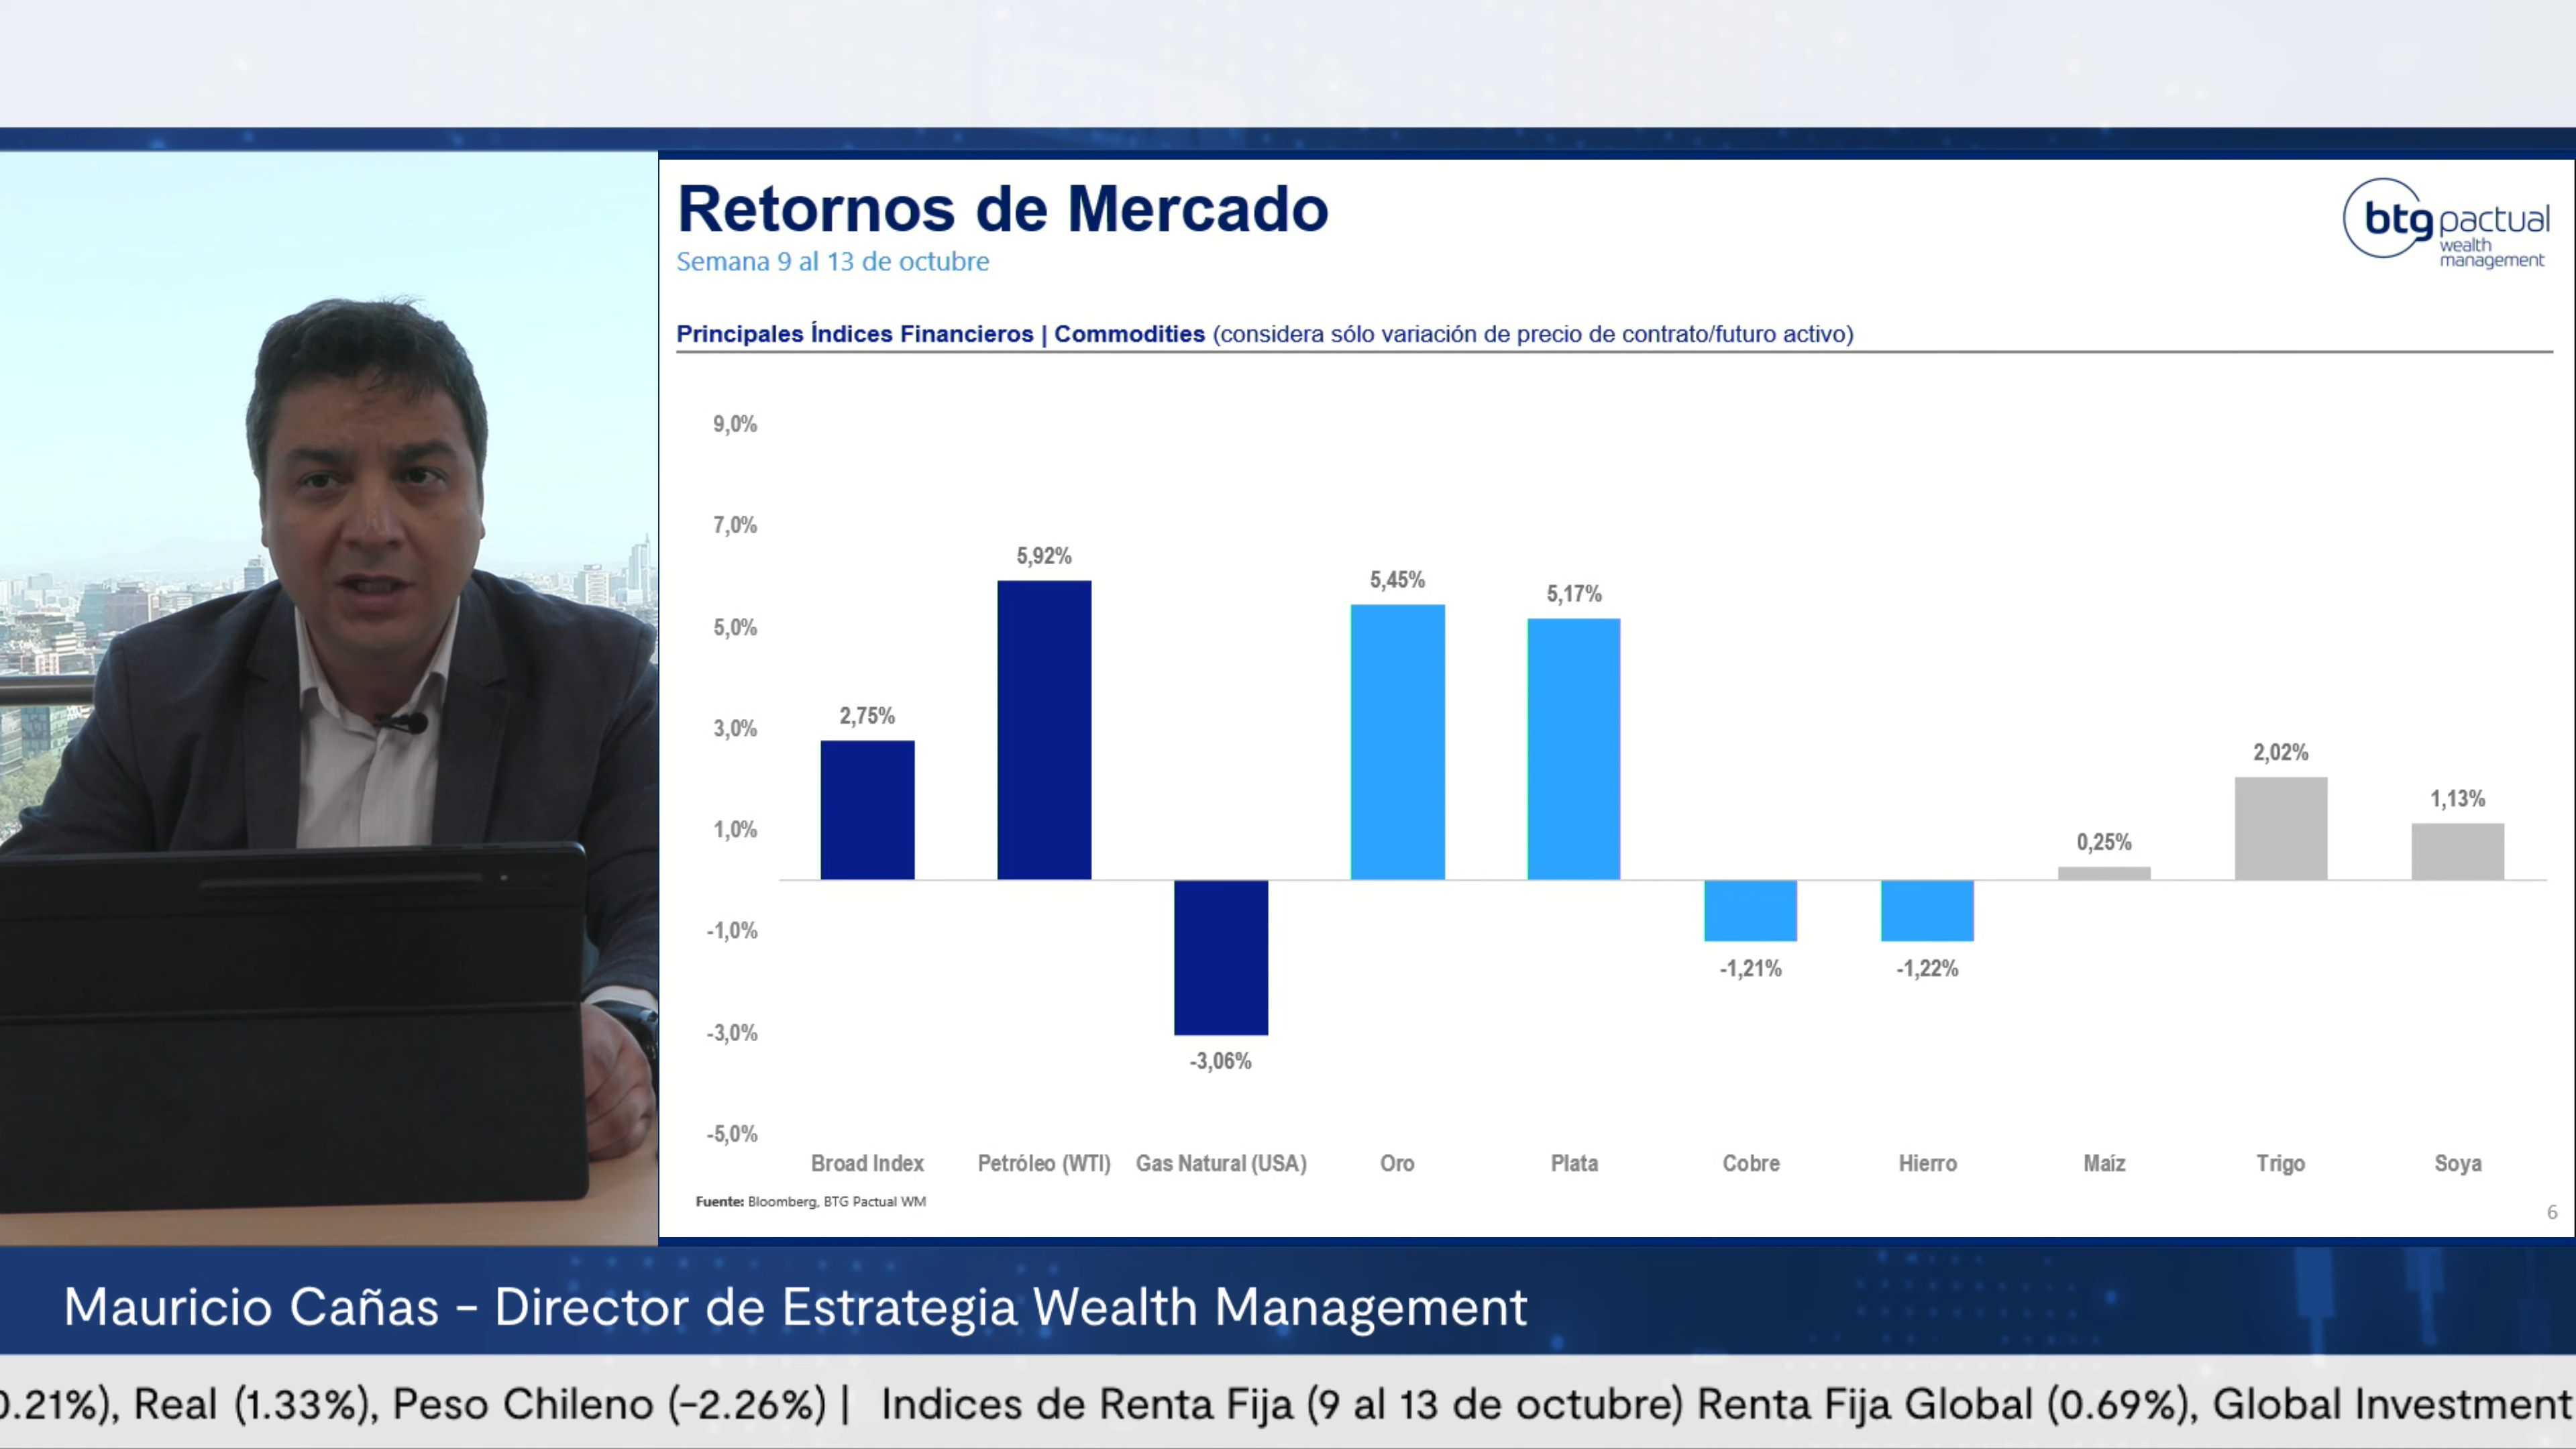 Retornos de Mercado
Semana 9 al 13 de octubre
btg pactual
wealth
management
Principales Índices Financieros | Commodities (considera sólo variación de precio de contrato/futuro activo)
9,0%
7,0%
5,0%
3,0%
1,0%
-1,0%
-3,0%
-5,0%
2,75%
5,92%
-3,06%
5,45%
5,17%
-1,21%
-1,22%
0,25%
2,02%
1,13%
Broad Index
Petróleo (WTI)
Gas Natural (USA)
Oro
Plata
Cobre
Hierro
Maíz
Trigo
Soya
Fuente: Bloomberg, BTG Pactual WM
6
Mauricio Cañas - Director de Estrategia Wealth Management
0.21%), Real (1.33%), Peso Chileno (-2.26%) | Indices de Renta Fija (9 al 13 de octubre) Renta Fija Global (0.69%), Global Investment